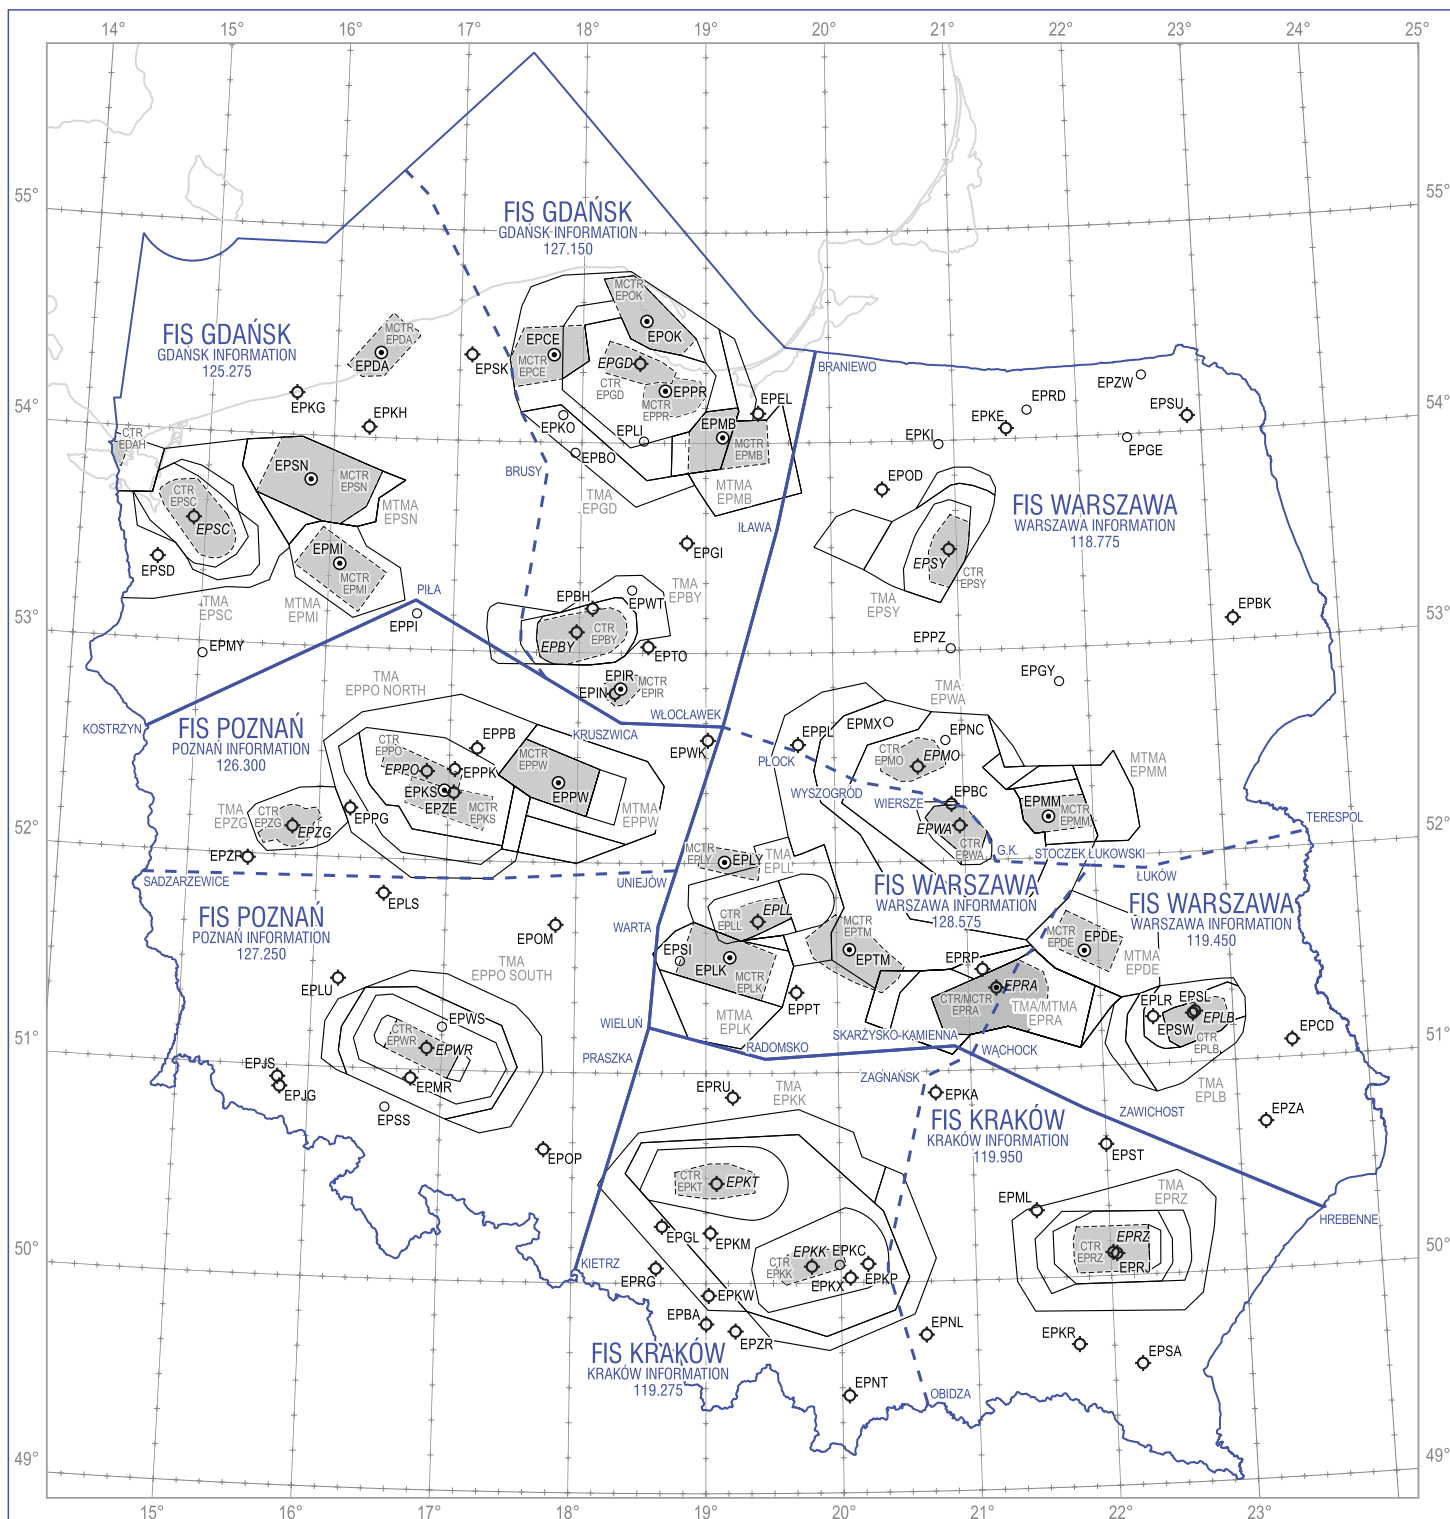 14°
15°
16°
17°
18°
19°
20°
21°
22°
23°
24°
25°
55°
55°
FIS GDAŃSK
GDAŃSK INFORMATION
127.150
MCTR
EPOK
EPOK
FIS GDAŃSK
GDAŃSK INFORMATION
125.275
MCTR
EPDA
EPDA
EPSK
EPCE
MCTR
EPCE
EPGD
CTR
EPGD
EPPR
MCTR
EPPR
BRANIEWO
EPZW
EPRD
EPSU
EPKE
EPGE
EPKI
54°
54°
EPKG
EPKH
EPKO
EPLI
EPBO
EPEL
EPMB
MCTR
EPMB
MTMA
EPMB
TMA
EPGD
BRUSY
IŁAWA
CTR
EDAH
EPSN
MCTR
EPSN
MTMA
EPSN
CTR
EPSC
EPSC
EPSD
TMA
EPSC
EPMI
MCTR
EPMI
MTMA
EPMI
EPOD
FIS WARSZAWA
WARSZAWA INFORMATION
118.775
EPSY
CTR
EPSY
TMA
EPSY
EPGI
53°
53°
PIŁA
EPPI
EPMY
EPBH
EPWT
TMA
EPBY
CTR
EPBY
EPBY
EPTO
EPIR
EPIN
MCTR
EPIR
EPBK
EPPZ
EPGY
TMA
EPPO NORTH
TMA
EPWA
KOSTRZYN
FIS POZNAŃ
POZNAŃ INFORMATION
126.300
WŁOCŁAWEK
KRUSZWICA
EPWK
EPPB
CTR
EPPO
EPPO
EPPK
EPKS
EPZE
MCTR
EPKS
MCTR
EPPW
EPPW
MTMA
EPPW
EPPG
TMA
EPZG
CTR
EPZG
EPZG
EPZP
EPPL
PŁOCK
EPMX
EPNC
CTR
EPMO
EPMO
WYSZOGRÓD
WIERSZE
EPBC
EPWA
CTR
EPWA
G.K.
MTMA
EPMM
EPMM
MCTR
EPMM
STOCZEK ŁUKOWSKI
ŁUKÓW
TERESPOL
52°
52°
SADZARZEWICE
UNIEJÓW
EPLS
FIS POZNAŃ
POZNAŃ INFORMATION
127.250
EPOM
WARTA
MCTR
EPLY
EPLY
TMA
EPLL
CTR
EPLL
EPLL
FIS WARSZAWA
WARSZAWA INFORMATION
128.575
MCTR
EPTM
EPTM
FIS WARSZAWA
WARSZAWA INFORMATION
119.450
MCTR
EPDE
EPDE
MTMA
EPDE
EPSI
EPLK
MCTR
EPLK
MTMA
EPLK
EPPT
EPRP
EPRA
CTR/MCTR
EPRA
TMA/MTMA
EPRA
TMA
EPPO SOUTH
EPLU
EPWS
CTR
EPWR
EPWR
EPMR
EPSS
EPJS
EPJG
EPOP
51°
51°
WIELUŃ
PRASZKA
RADOMSKO
SKARŻYSKO-KAMIENNA
WĄCHOCK
ZAGNAŃSK
EPLR
EPSL
EPSW
EPLB
CTR
EPLB
TMA
EPLB
EPCD
EPZA
ZAWICHOST
EPRU
TMA
EPKK
EPKA
FIS KRAKÓW
KRAKÓW INFORMATION
119.950
EPST
EPML
TMA
EPRZ
CTR
EPRZ
EPRZ
EPRJ
HREBENNE
CTR
EPKT
EPKT
EPGL
EPKM
EPRG
EPKW
EPBA
EPZR
EPKK
EPKC
CTR
EPKK
EPKX
EPKP
50°
50°
KIETRZ
FIS KRAKÓW
KRAKÓW INFORMATION
119.275
EPNL
EPNT
OBIDZA
EPKR
EPSA
49°
49°
15°
16°
17°
18°
19°
20°
21°
22°
23°